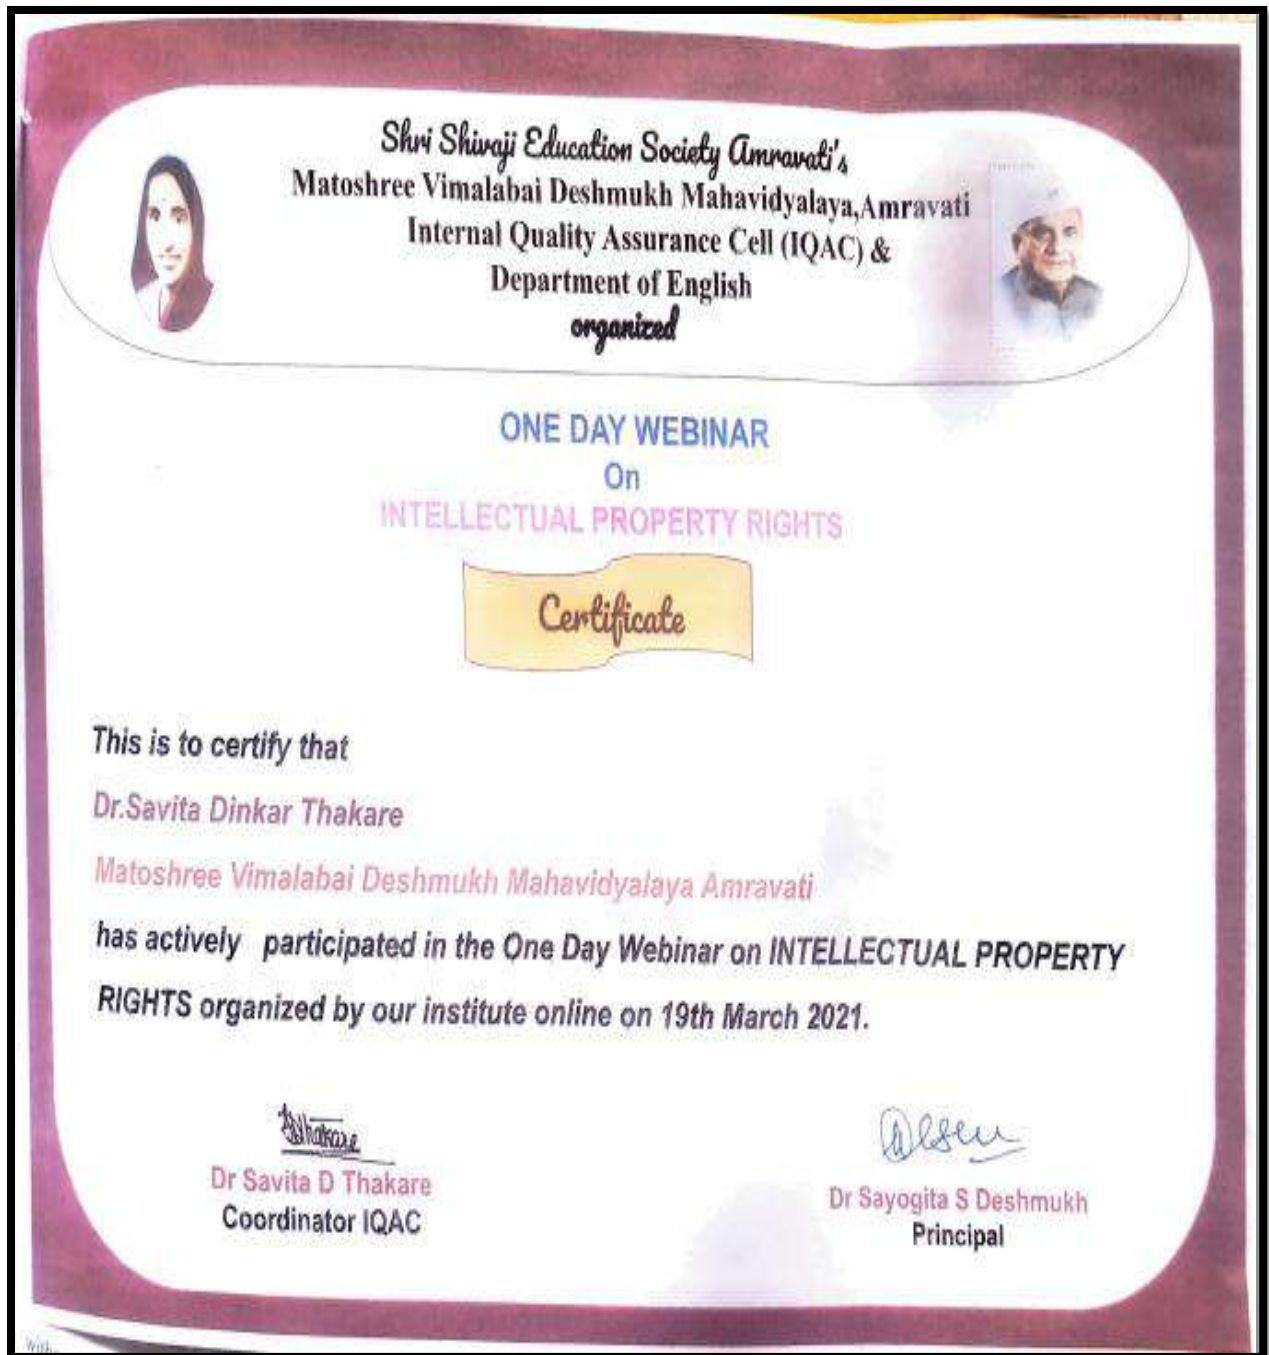 Shri Shivaji Education Society Amravati's
Matoshree Vimalabai Deshmukh Mahavidyalaya,Amravati
Internal Quality Assurance Cell (IQAC) &
Department of English
organized
ONE DAY WEBINAR
On
INTELLECTUAL PROPERTY RIGHTS
Certificate
This is to certify that
Dr.Savita Dinkar Thakare
Matoshree Vimalabai Deshmukh Mahavidyalaya Amravati
has actively participated in the One Day Webinar on INTELLECTUAL PROPERTY
RIGHTS organized by our institute online on 19th March 2021.
Dr Savita D Thakare
Coordinator IQAC
Dr Sayogita S Deshmukh
Principal